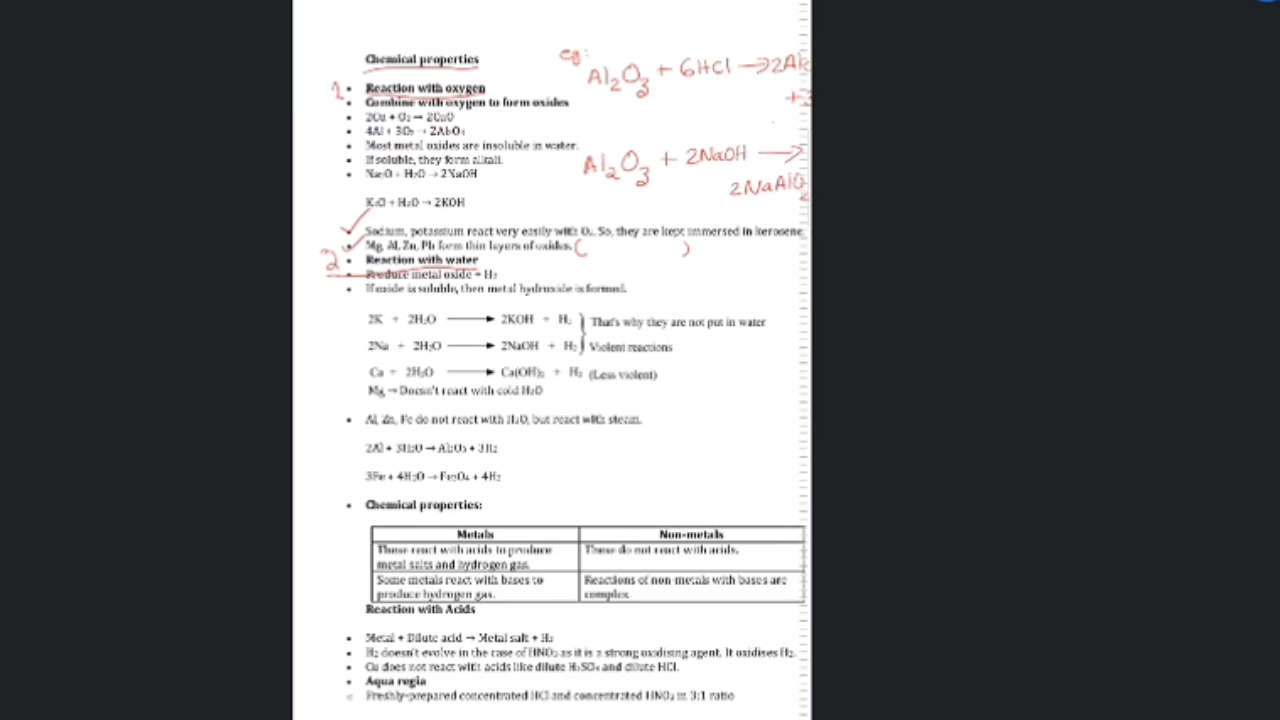 Chemical properties
eg:
Al₂O₃ + 6HCl → 2Al
+
1
• Reaction with oxygen
• Combine with oxygen to form oxides
• 2Cu + O₂ → 2CuO
• 4Al + 3O₂ → 2Al₂O₃
• Most metal oxides are insoluble in water.
• If soluble, they form alkali.
• Na₂O + H₂O → 2NaOH
Al₂O₃ + 2NaOH →
2NaAlO₂
K₂O + H₂O → 2KOH
• Sodium, potassium react very easily with O₂. So, they are kept immersed in kerosene.
• Mg, Al, Zn, Pb form thin layers of oxides. ( )
2
• Reaction with water
• Produce metal oxide + H₂
• If oxide is soluble, then metal hydroxide is formed.
2K + 2H₂O → 2KOH + H₂ } That's why they are not put in water
2Na + 2H₂O → 2NaOH + H₂ } Violent reactions
Ca + 2H₂O → Ca(OH)₂ + H₂ (Less violent)
Mg → Doesn't react with cold H₂O
• Al, Zn, Fe do not react with H₂O, but react with steam.
2Al + 3H₂O → Al₂O₃ + 3H₂
3Fe + 4H₂O → Fe₃O₄ + 4H₂
• Chemical properties:
Metals Non-metals
These react with acids to produce metal salts and hydrogen gas. These do not react with acids.
Some metals react with bases to produce hydrogen gas. Reactions of non-metals with bases are complex.
Reaction with Acids
• Metal + Dilute acid → Metal salt + H₂
• H₂ doesn't evolve in the case of HNO₃ as it is a strong oxidising agent. It oxidises H₂.
• Cu does not react with acids like dilute H₂SO₄ and dilute HCl.
• Aqua regia
○ Freshly-prepared concentrated HCl and concentrated HNO₃ in 3:1 ratio